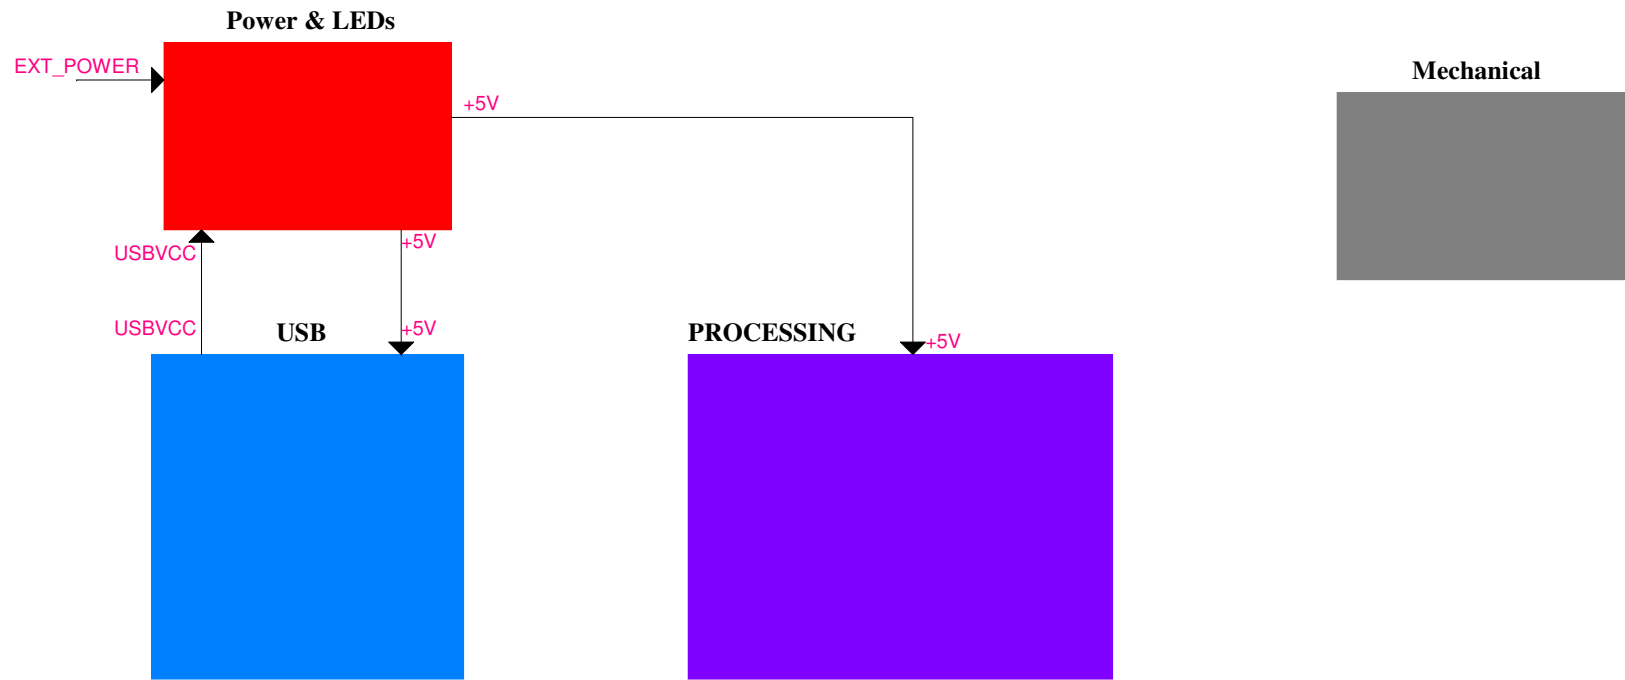 Power & LEDs
EXT_POWER
Mechanical
+5V
+5V
USBVCC
USBVCC
USB
+5V
PROCESSING
+5V